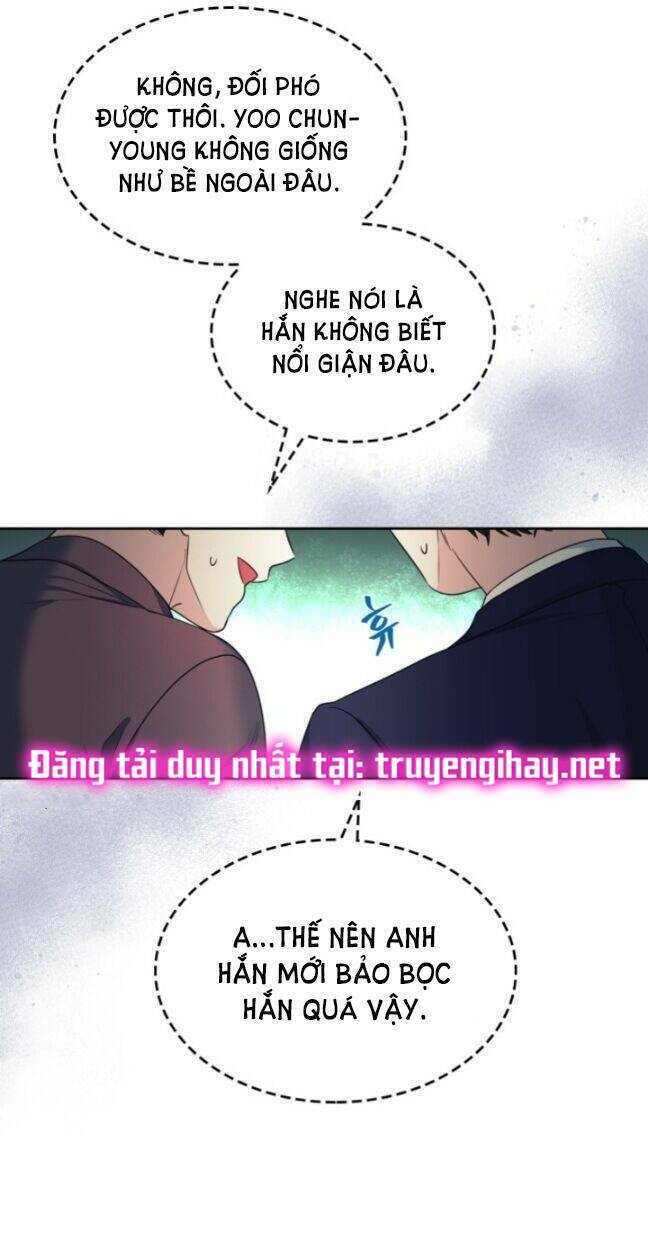 KHÔNG, ĐỐI PHÓ
ĐƯỢC THÔI. YOO CHUN-
YOUNG KHÔNG GIỐNG
NHƯ BỀ NGOÀI ĐÂU.
NGHE NÓI LÀ
HẮN KHÔNG BIẾT
NỔI GIẬN ĐÂU.
휴
Đăng tải duy nhất tại: truyengihay.net
A...THẾ NÊN ANH
HẮN MỚI BẢO BỌC
HẮN QUÁ VẬY.